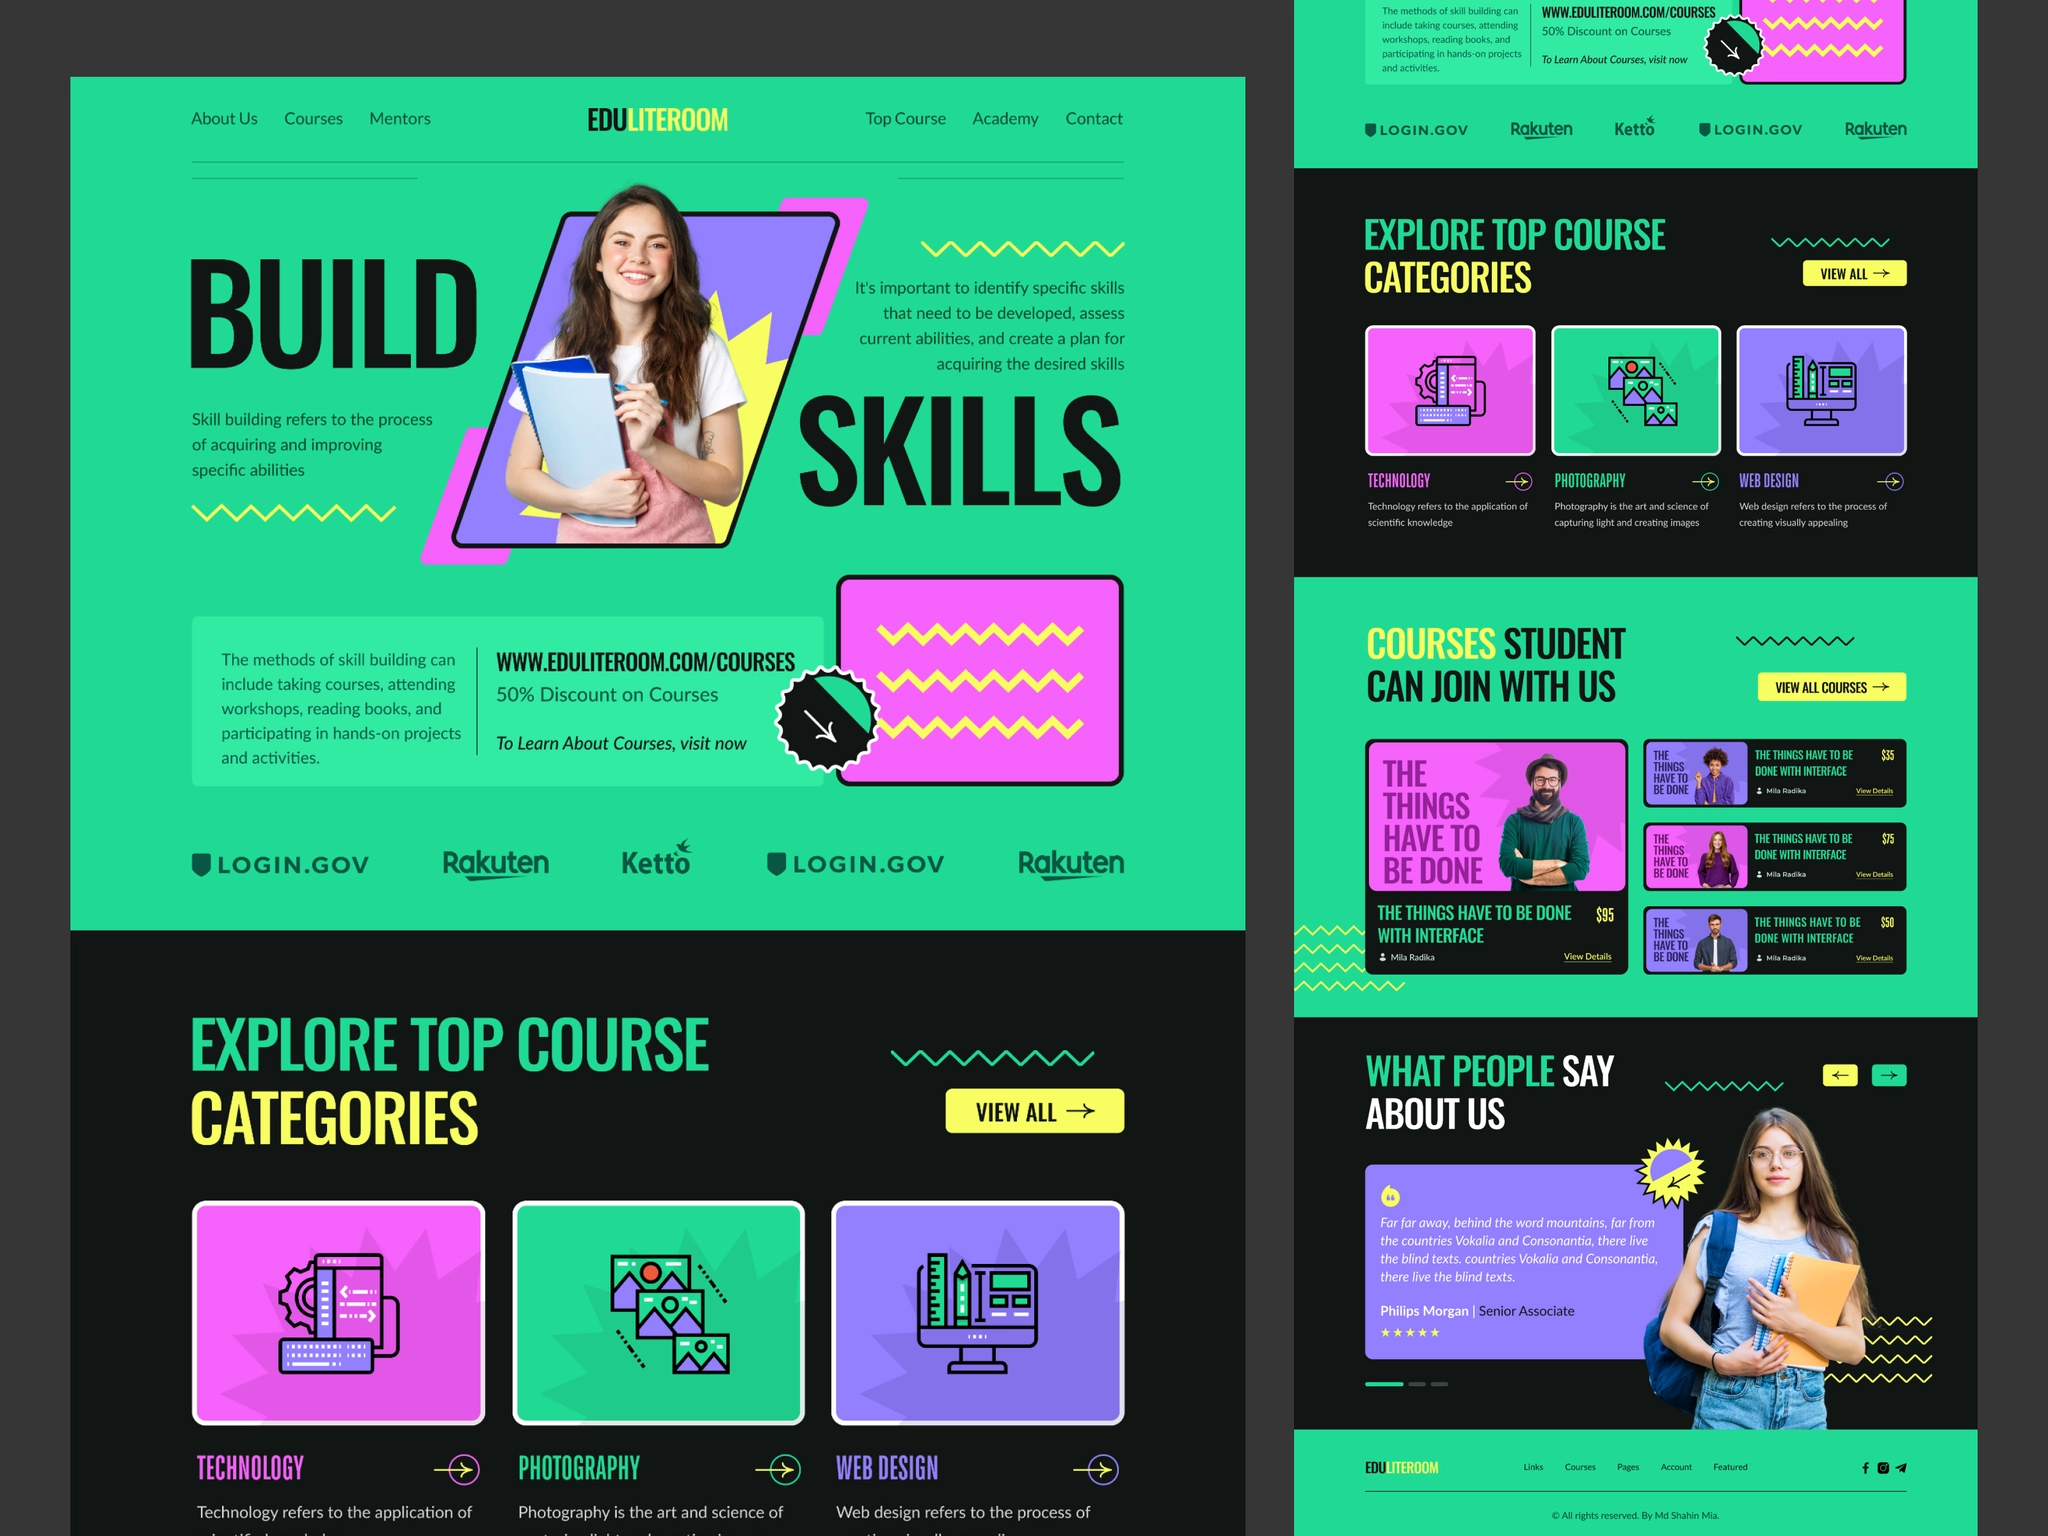 About Us Courses Mentors EDULITEROOM Top Course Academy Contact
BUILD
It's important to identify specific skills
that need to be developed, assess
current abilities, and create a plan for
acquiring the desired skills
SKILLS
Skill building refers to the process
of acquiring and improving
specific abilities
The methods of skill building can
include taking courses, attending
workshops, reading books, and
participating in hands-on projects
and activities.
WWW.EDULITEROOM.COM/COURSES
50% Discount on Courses
To Learn About Courses, visit now
LOGIN.GOV Rakuten Ketto LOGIN.GOV Rakuten
EXPLORE TOP COURSE
CATEGORIES
VIEW ALL
TECHNOLOGY
Technology refers to the application of
PHOTOGRAPHY
Photography is the art and science of
WEB DESIGN
Web design refers to the process of
The methods of skill building can
include taking courses, attending
workshops, reading books, and
participating in hands-on projects
and activities.
WWW.EDULITEROOM.COM/COURSES
50% Discount on Courses
To Learn About Courses, visit now
LOGIN.GOV Rakuten Ketto LOGIN.GOV Rakuten
EXPLORE TOP COURSE
CATEGORIES
VIEW ALL
TECHNOLOGY
Technology refers to the application of
scientific knowledge
PHOTOGRAPHY
Photography is the art and science of
capturing light and creating images
WEB DESIGN
Web design refers to the process of
creating visually appealing
COURSES STUDENT
CAN JOIN WITH US
VIEW ALL COURSES
THE
THINGS
HAVE TO
BE DONE
THE THINGS HAVE TO BE DONE
WITH INTERFACE
$95
Mila Radika
View Details
THE
THINGS
HAVE TO
BE DONE
THE THINGS HAVE TO BE
DONE WITH INTERFACE
$35
Mila Radika
View Details
THE
THINGS
HAVE TO
BE DONE
THE THINGS HAVE TO BE
DONE WITH INTERFACE
$75
Mila Radika
View Details
THE
THINGS
HAVE TO
BE DONE
THE THINGS HAVE TO BE
DONE WITH INTERFACE
$50
Mila Radika
View Details
WHAT PEOPLE SAY
ABOUT US
Far far away, behind the word mountains, far from
the countries Vokalia and Consonantia, there live
the blind texts. countries Vokalia and Consonantia,
there live the blind texts.
Philips Morgan | Senior Associate
EDULITEROOM Links Courses Pages Account Featured
© All rights reserved. By Md Shahin Mia.